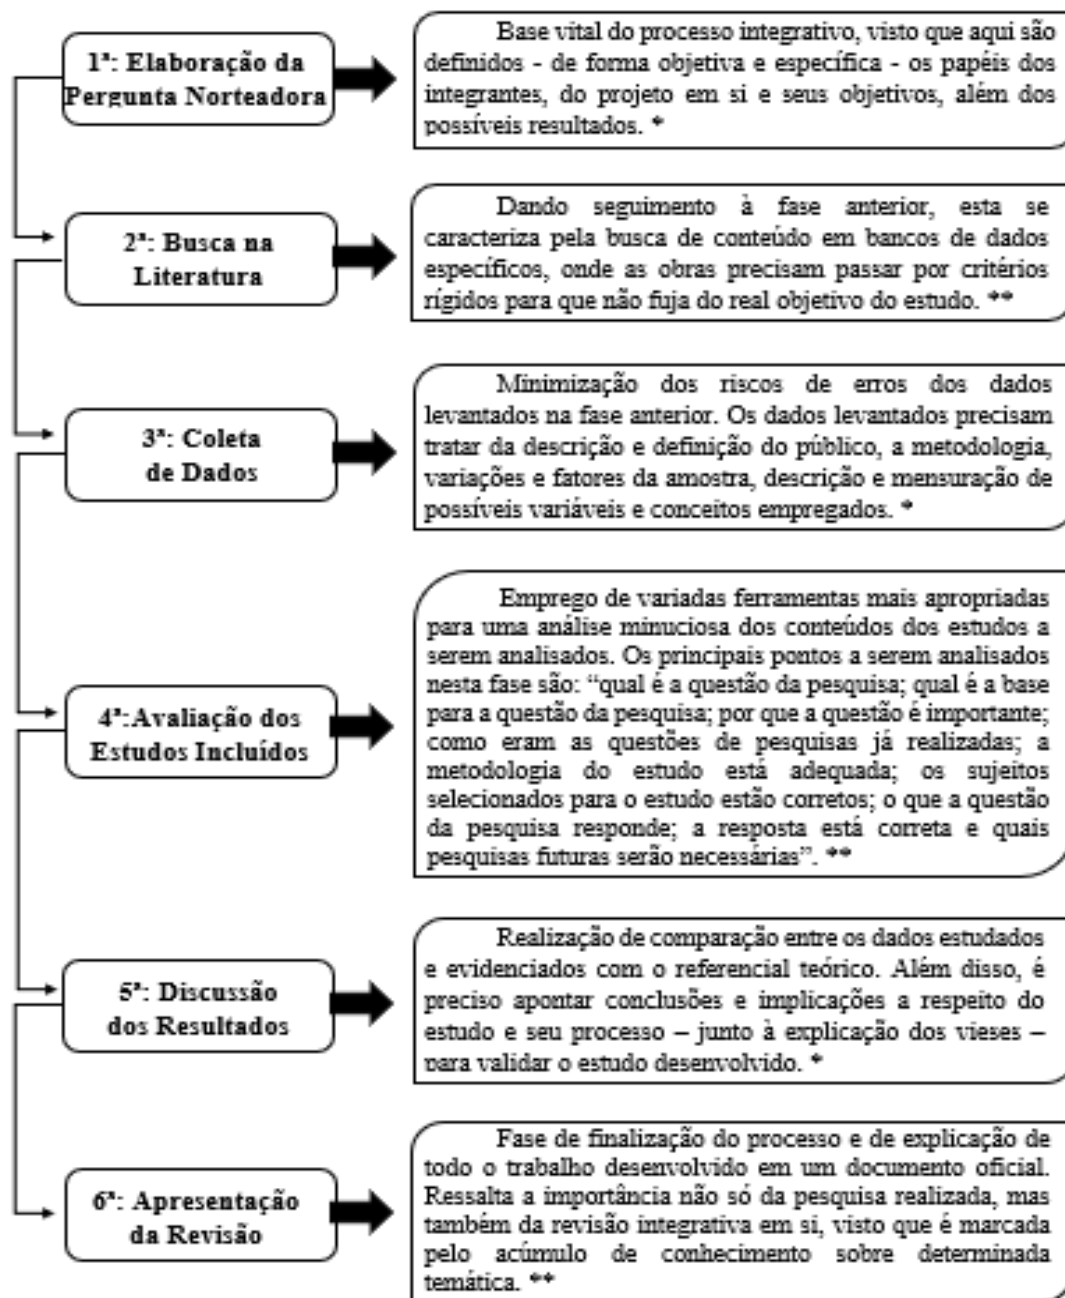 1ª: Elaboração da
Pergunta Norteadora
Base vital do processo integrativo, visto que aqui são
definidos - de forma objetiva e específica - os papéis dos
integrantes, do projeto em si e seus objetivos, além dos
possíveis resultados. *
2ª: Busca na
Literatura
Dando seguimento à fase anterior, esta se
caracteriza pela busca de conteúdo em bancos de dados
específicos, onde as obras precisam passar por critérios
rígidos para que não fuja do real objetivo do estudo. **
3ª: Coleta
de Dados
Minimização dos riscos de erros dos dados
levantados na fase anterior. Os dados levantados precisam
tratar da descrição e definição do público, a metodologia,
variações e fatores da amostra, descrição e mensuração de
possíveis variáveis e conceitos empregados. *
4ª:Avaliação dos
Estudos Incluídos
Emprego de variadas ferramentas mais apropriadas
para uma análise minuciosa dos conteúdos dos estudos a
serem analisados. Os principais pontos a serem analisados
nesta fase são: “qual é a questão da pesquisa; qual é a base
para a questão da pesquisa; por que a questão é importante;
como eram as questões de pesquisas já realizadas; a
metodologia do estudo está adequada; os sujeitos
selecionados para o estudo estão corretos; o que a questão
da pesquisa responde; a resposta está correta e quais
pesquisas futuras serão necessárias”. **
5ª: Discussão
dos Resultados
Realização de comparação entre os dados estudados
e evidenciados com o referencial teórico. Além disso, é
preciso apontar conclusões e implicações a respeito do
estudo e seu processo – junto à explicação dos vieses –
para validar o estudo desenvolvido. *
6ª: Apresentação
da Revisão
Fase de finalização do processo e de explicação de
todo o trabalho desenvolvido em um documento oficial.
Ressalta a importância não só da pesquisa realizada, mas
também da revisão integrativa em si, visto que é marcada
pelo acúmulo de conhecimento sobre determinada
temática. **